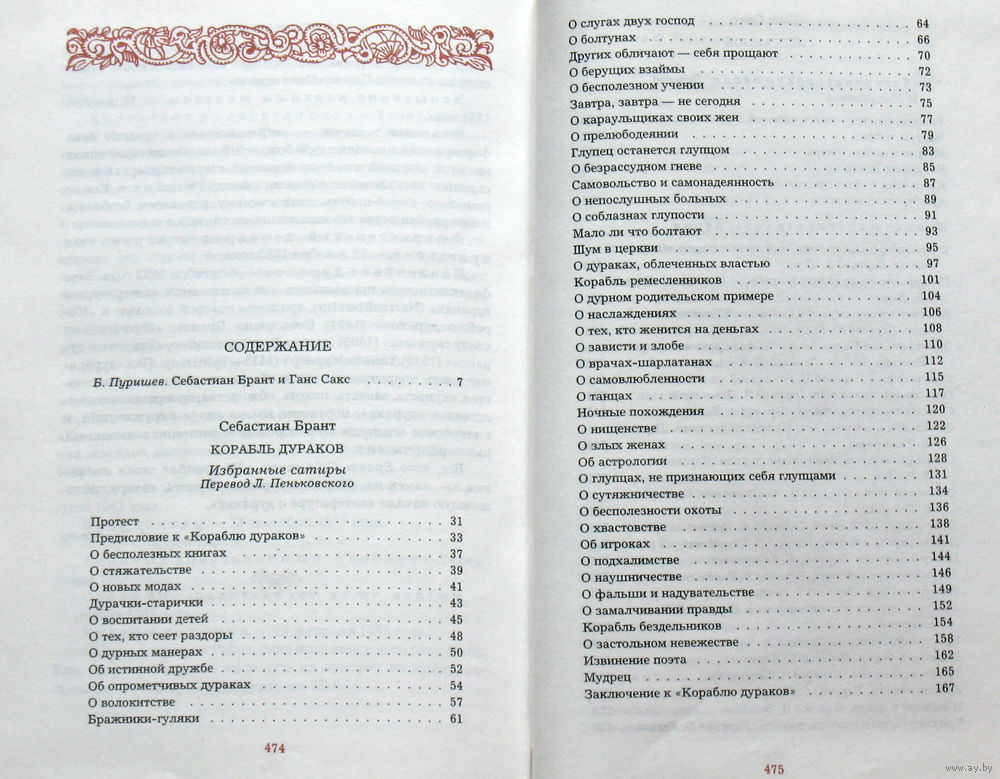 СОДЕРЖАНИЕ
Б. Пуришев. Себастиан Брант и Ганс Сакс . . . . . . . . 7
Себастиан Брант
КОРАБЛЬ ДУРАКОВ
Избранные сатиры
Перевод Л. Пеньковского
Протест 31
Предисловие к «Кораблю дураков» 33
О бесполезных книгах 37
О стяжательстве 39
О новых модах 41
Дурачки-старички 43
О воспитании детей 45
О тех, кто сеет раздоры 48
О дурных манерах 50
Об истинной дружбе 52
Об опрометчивых дураках 54
О волокитстве 57
Бражники-гуляки 61
474
О слугах двух господ 64
О болтунах 66
Других обличают — себя прощают 70
О берущих взаймы 72
О бесполезном учении 73
Завтра, завтра — не сегодня 75
О караульщиках своих жен 77
О прелюбодеянии 79
Глупец останется глупцом 83
О безрассудном гневе 85
Самовольство и самонадеянность 87
О непослушных больных 89
О соблазнах глупости 91
Мало ли что болтают 93
Шум в церкви 95
О дураках, облеченных властью 97
Корабль ремесленников 101
О дурном родительском примере 104
О наслаждениях 106
О тех, кто женится на деньгах 108
О зависти и злобе 110
О врачах-шарлатанах 112
О самовлюбленности 115
О танцах 117
Ночные похождения 120
О нищенстве 122
О злых женах 126
Об астрологии 128
О глупцах, не признающих себя глупцами 131
О сутяжничестве 134
О бесполезности охоты 136
О хвастовстве 138
Об игроках 141
О подхалимстве 144
О наушничестве 146
О фальши и надувательстве 149
О замалчивании правды 152
Корабль бездельников 154
О застольном невежестве 158
Извинение поэта 162
Мудрец 165
Заключение к «Кораблю дураков» 167
475
www.ay.by